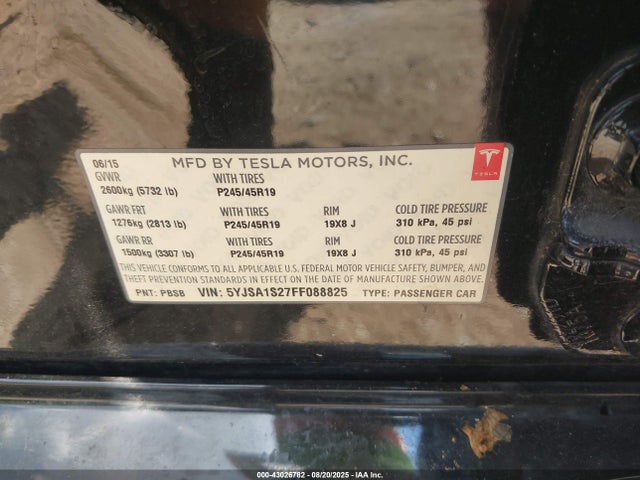 06/15 MFD BY TESLA MOTORS, INC.
TESLA
GVWR WITH TIRES
2600kg (5732 lb) P245/45R19
GAWR FRT WITH TIRES RIM COLD TIRE PRESSURE
1276kg (2813 lb) P245/45R19 19X8 J 310 kPa, 45 psi
GAWR RR WITH TIRES RIM COLD TIRE PRESSURE
1500kg (3307 lb) P245/45R19 19X8 J 310 kPa, 45 psi
THIS VEHICLE CONFORMS TO ALL APPLICABLE U.S. FEDERAL MOTOR VEHICLE SAFETY, BUMPER, AND
THEFT PREVENTION STANDARDS IN EFFECT ON THE DATE OF MANUFACTURE SHOWN ABOVE.
PNT: PBSB VIN: 5YJSA1S27FF088825 TYPE: PASSENGER CAR
000-43026782 - 08/20/2025 - IAA Inc.